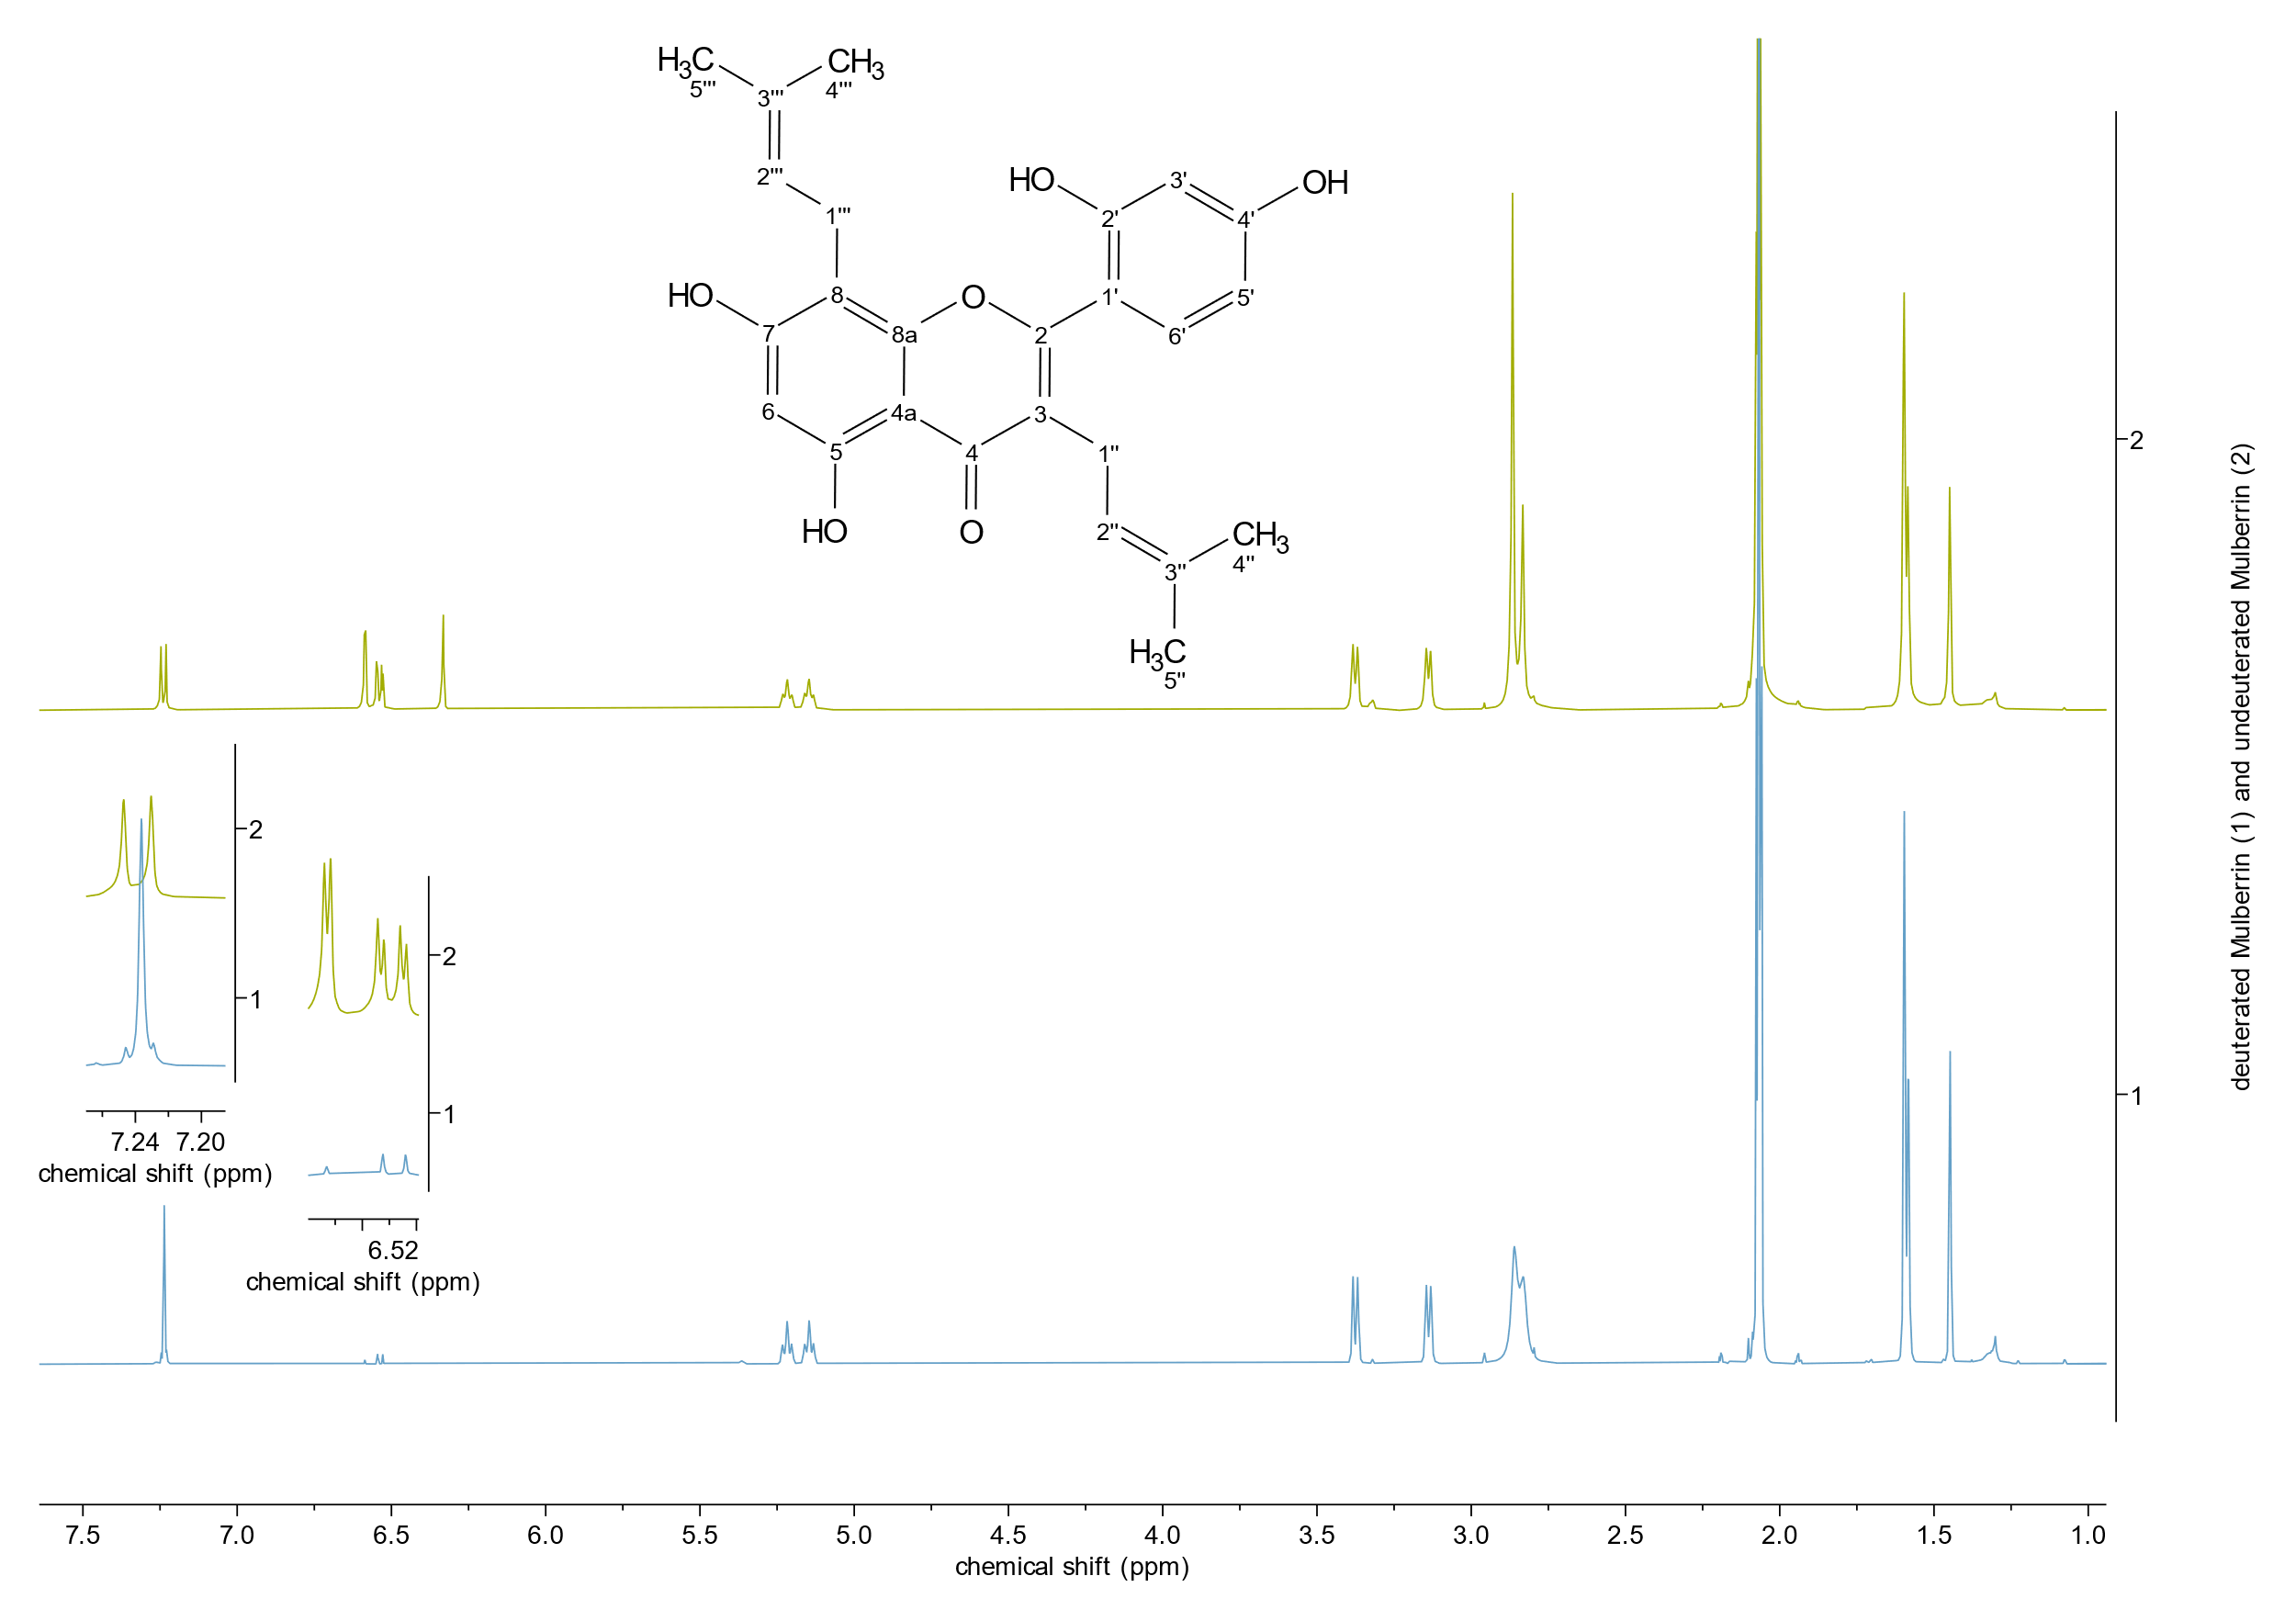 H3C
5'''
CH3
4'''
3'''
2'''
1'''
HO
3'
OH
2'
4'
HO
8
O
1'
5'
7
8a
2
6'
6
4a
3
5
4
1''
HO
O
2''
CH3
4''
3''
H3C
5''
2
1
7.24 7.20
chemical shift (ppm)
2
1
6.52
chemical shift (ppm)
2
1
deuterated Mulberrin (1) and undeuterated Mulberrin (2)
7.5 7.0 6.5 6.0 5.5 5.0 4.5 4.0 3.5 3.0 2.5 2.0 1.5 1.0
chemical shift (ppm)